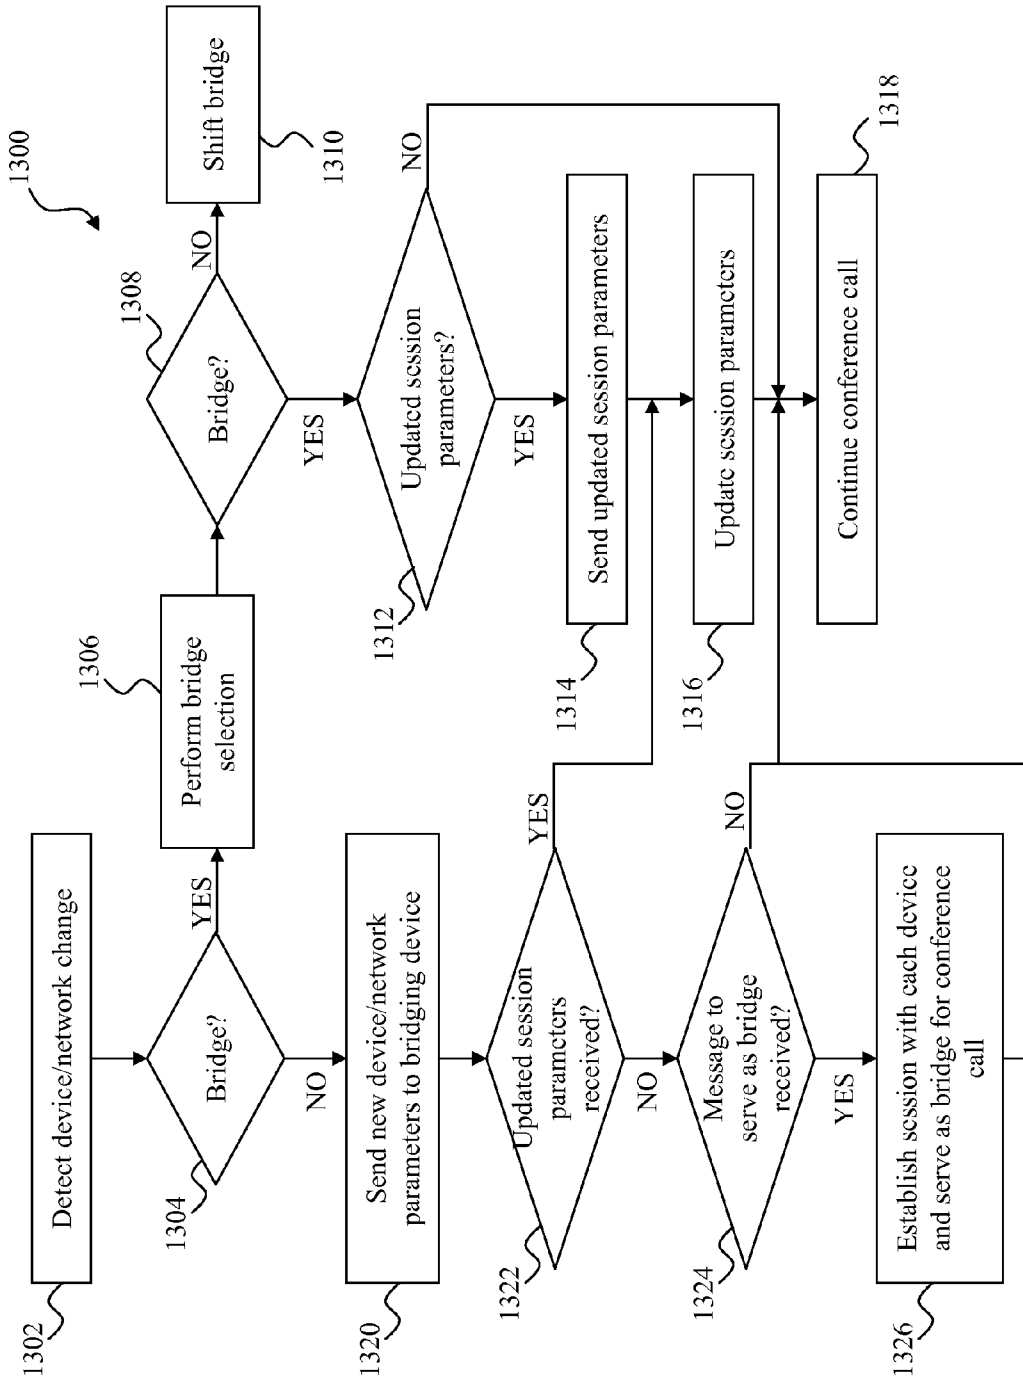 1300
1302
Detect device/network change
1304
Bridge?
YES
NO
1306
Perform bridge
selection
1308
Bridge?
NO
YES
Shift bridge
1310
1312
Updated session
parameters?
NO
YES
1314
Send updated session parameters
1316
Update session parameters
1318
Continue conference call
1320
Send new device/network
parameters to bridging device
1322
Updated session
parameters
received?
YES
NO
1324
Message to
serve as bridge
received?
NO
YES
1326
Establish session with each device
and serve as bridge for conference
call